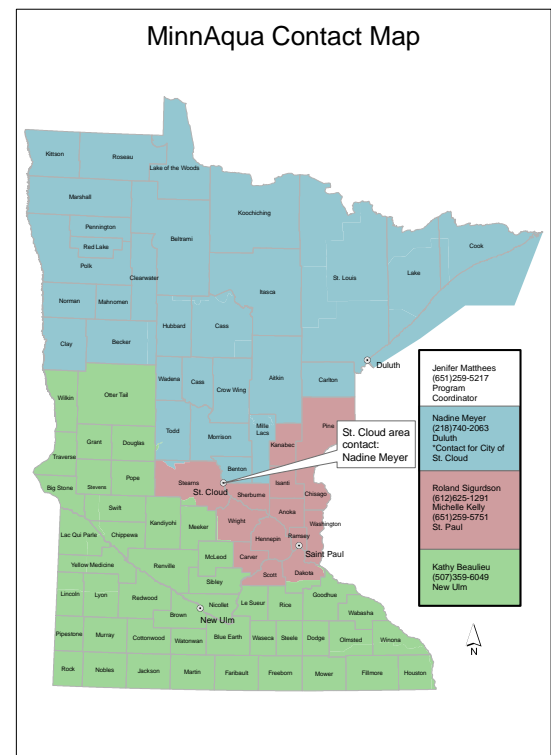 MinnAqua Contact Map
Kittson
Roseau
Lake of the Woods
Marshall
Koochiching
Pennington
Red Lake
Beltrami
Polk
Clearwater
Cook
Lake
St. Louis
Itasca
Norman
Mahnomen
Hubbard
Cass
Clay
Becker
Wadena
Cass
Crow Wing
Aitkin
Carlton
Duluth
Wilkin
Otter Tail
Todd
Morrison
Mille
Lacs
Kanabec
Pine
Grant
Douglas
Benton
Traverse
Stevens
Pope
Stearns
St. Cloud
Big Stone
Sherburne
Isanti
Chisago
Swift
Anoka
Kandiyohi
Meeker
Wright
Washington
Lac Qui Parle
Chippewa
Hennepin
Ramsey
Saint Paul
Yellow Medicine
Renville
McLeod
Carver
Scott
Dakota
Sibley
Lincoln
Lyon
Redwood
Nicollet
Le Sueur
Rice
Goodhue
Wabasha
Brown
New Ulm
Pipestone
Murray
Cottonwood
Watonwan
Blue Earth
Waseca
Steele
Dodge
Olmsted
Winona
Rock
Nobles
Jackson
Martin
Faribault
Freeborn
Mower
Fillmore
Houston
St. Cloud area
contact:
Nadine Meyer
Jenifer Matthees
(651)259-5217
Program
Coordinator
Nadine Meyer
(218)740-2063
Duluth
*Contact for City of
St. Cloud
Roland Sigurdson
(612)625-1291
Michelle Kelly
(651)259-5751
St. Paul
Kathy Beaulieu
(507)359-6049
New Ulm
N